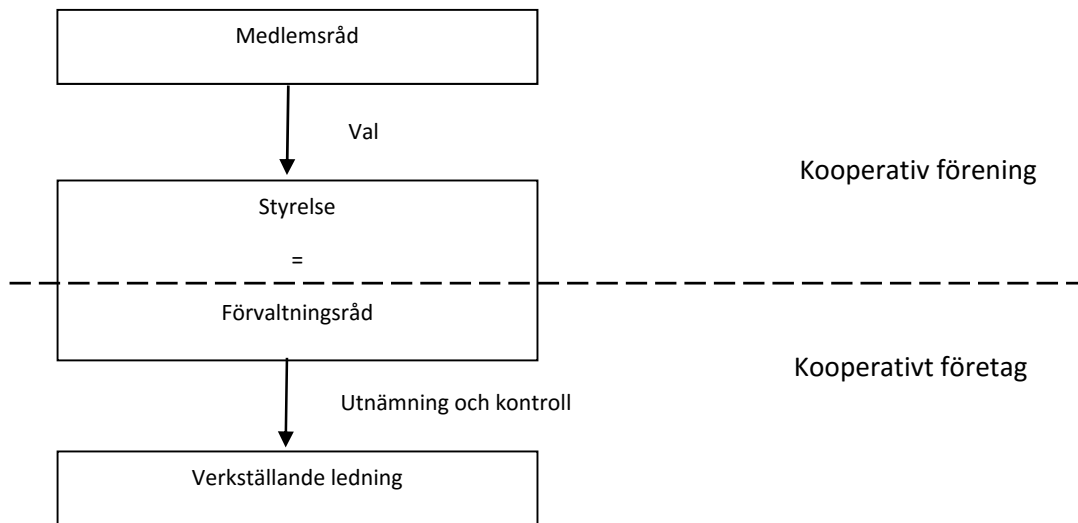 Medlemsråd
Val
Kooperativ förening
Styrelse
=
Förvaltningsråd
Kooperativt företag
Utnämning och kontroll
Verkställande ledning